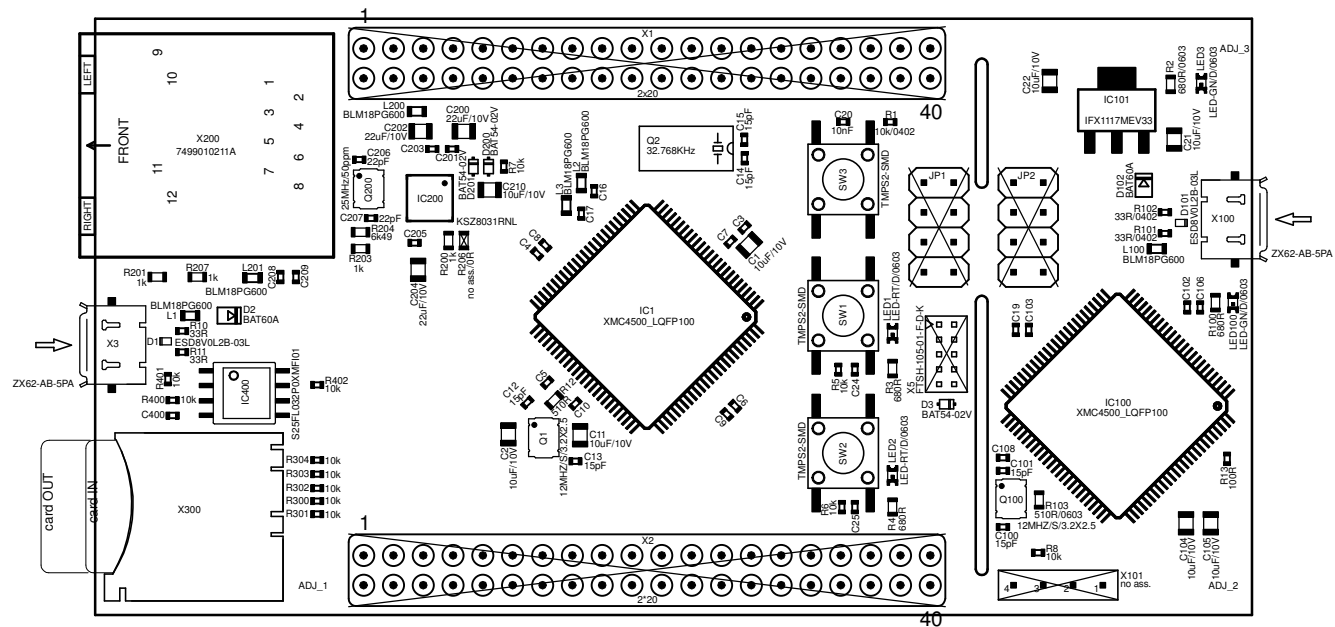 1
X1
2x20
40
FRONT
LEFT
RIGHT
9
10
11
12
1
2
3
4
5
6
7
8
X200
7499010211A
L200
BLM18PG600
C200
22uF/10V
C202
22uF/10V
C203
C201
D200
BAT54-02V
BAT54-02V
D201
R7
10k
C206
22pF
25MHz/50ppm
Q200
C207
22pF
R204
6k49
R203
1k
IC200
KSZ8031RNL
C210
10uF/10V
C205
C204
22uF/10V
R200
1k
R206
no ass./0R
L3
BLM18PG600
L2
BLM18PG600
C17
C16
Q2
32.768KHz
C15
15pF
C14
15pF
C20
10nF
R1
10k/0402
SW3
TMPS2-SMD
JP1
JP2
C22
10uF/10V
IC101
IFX1117MEV33
R2
680R/0603
LED3
LED-GN/D/0603
ADJ_3
C21
10uF/10V
D102
BAT60A
R102
33R/0402
R101
33R/0402
D101
ESD8V0L2B-03L
L100
BLM18PG600
X100
ZX62-AB-5PA
R201
1k
R207
1k
L201
BLM18PG600
C208
C209
BLM18PG600
L1
D2
BAT60A
X3
ZX62-AB-5PA
R10
33R
D1
ESD8V0L2B-03L
R11
33R
R401
10k
R400
10k
C400
IC400
S25FL032P0XMFI01
R402
10k
C8
C4
C7
C3
C1
10uF/10V
IC1
XMC4500_LQFP100
C5
C12
15pF
R12
510R
C10
Q1
12MHZ/S/3.2X2.5
C2
10uF/10V
C11
10uF/10V
C13
15pF
C9
SW1
TMPS2-SMD
LED1
LED-RT/D/0603
R5
10k
C24
R3
680R
X5
FTSH-105-01-F-D-K
D3
BAT54-02V
SW2
TMPS2-SMD
LED2
LED-RT/D/0603
R6
10k
C25
R4
680R
C19
C103
C102
C106
R100
680R
LED100
LED-GN/D/0603
IC100
XMC4500_LQFP100
R13
100R
C108
C101
15pF
Q100
R103
510R/0603
12MHZ/S/3.2X2.5
C100
15pF
R8
10k
C104
10uF/10V
C105
10uF/10V
card OUT
card IN
X300
R304 10k
R303 10k
R302 10k
R300 10k
R301 10k
ADJ_1
1
X2
2*20
40
4
3
2
1
X101
no ass.
ADJ_2